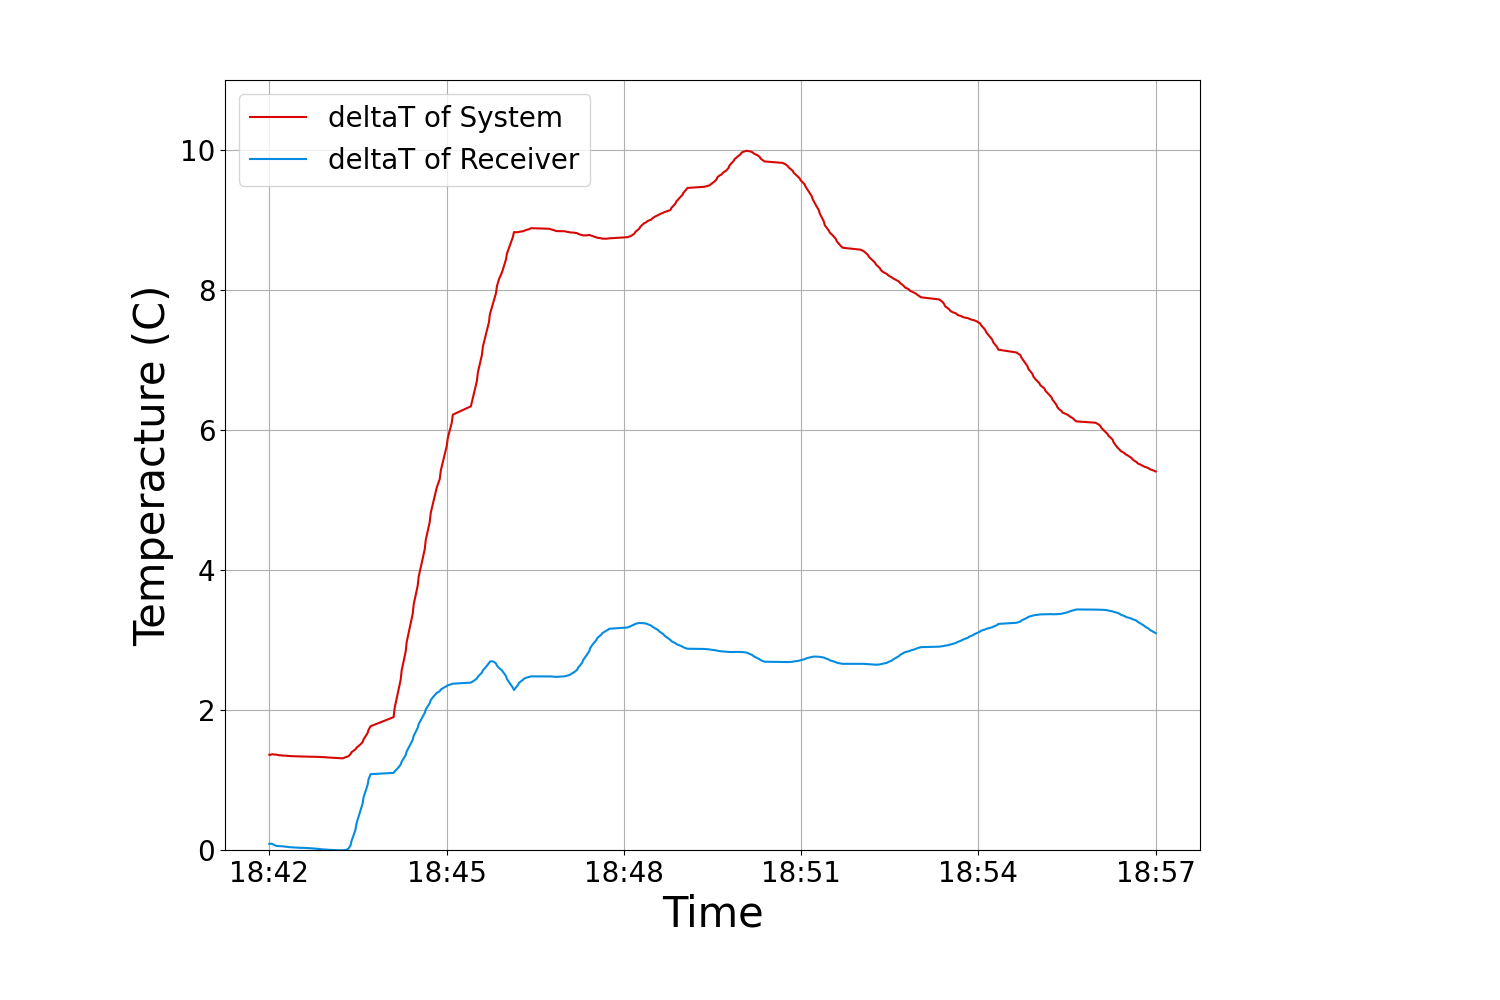 deltaT of System
deltaT of Receiver
Temperacture (C)
10
8
6
4
2
0
18:42 18:45 18:48 18:51 18:54 18:57
Time